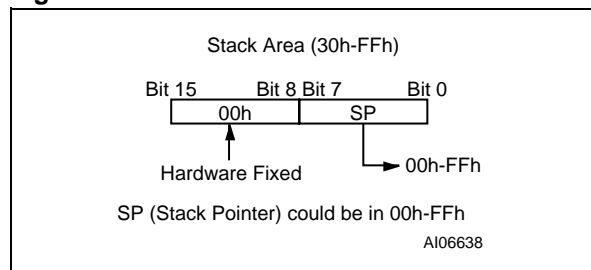 Stack Area (30h-FFh)
Bit 15 Bit 8 Bit 7 Bit 0
00h SP
Hardware Fixed 00h-FFh
SP (Stack Pointer) could be in 00h-FFh
AI06638